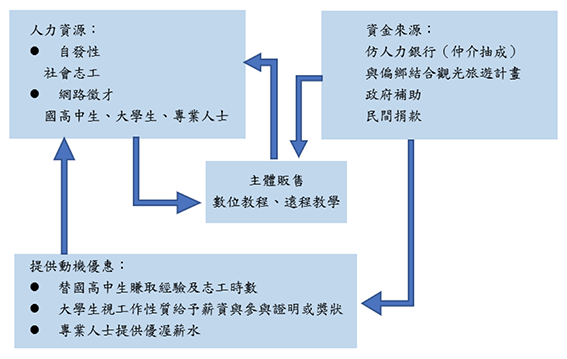 人力資源：
● 自發性
社會志工
● 網路徵才
國高中生、大學生、專業人士
資金來源：
仿人力銀行（仲介抽成）
與偏鄉結合觀光旅遊計畫
政府補助
民間捐款
主體販售
數位教程、遠程教學
提供動機優惠：
● 替國高中生賺取經驗及志工時數
● 大學生視工作性質給予薪資與參與證明或獎狀
● 專業人士提供優渥薪水